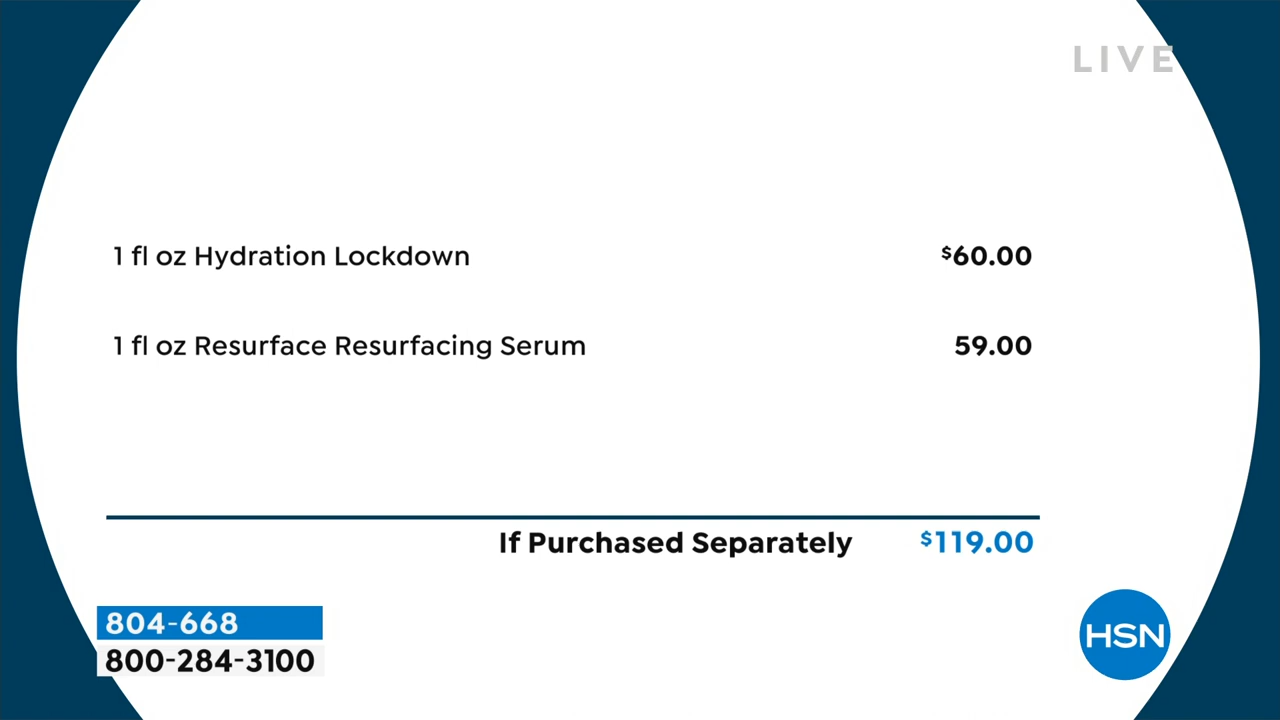 LIVE
1 fl oz Hydration Lockdown $60.00
1 fl oz Resurface Resurfacing Serum 59.00
If Purchased Separately $119.00
804-668
800-284-3100
HSN